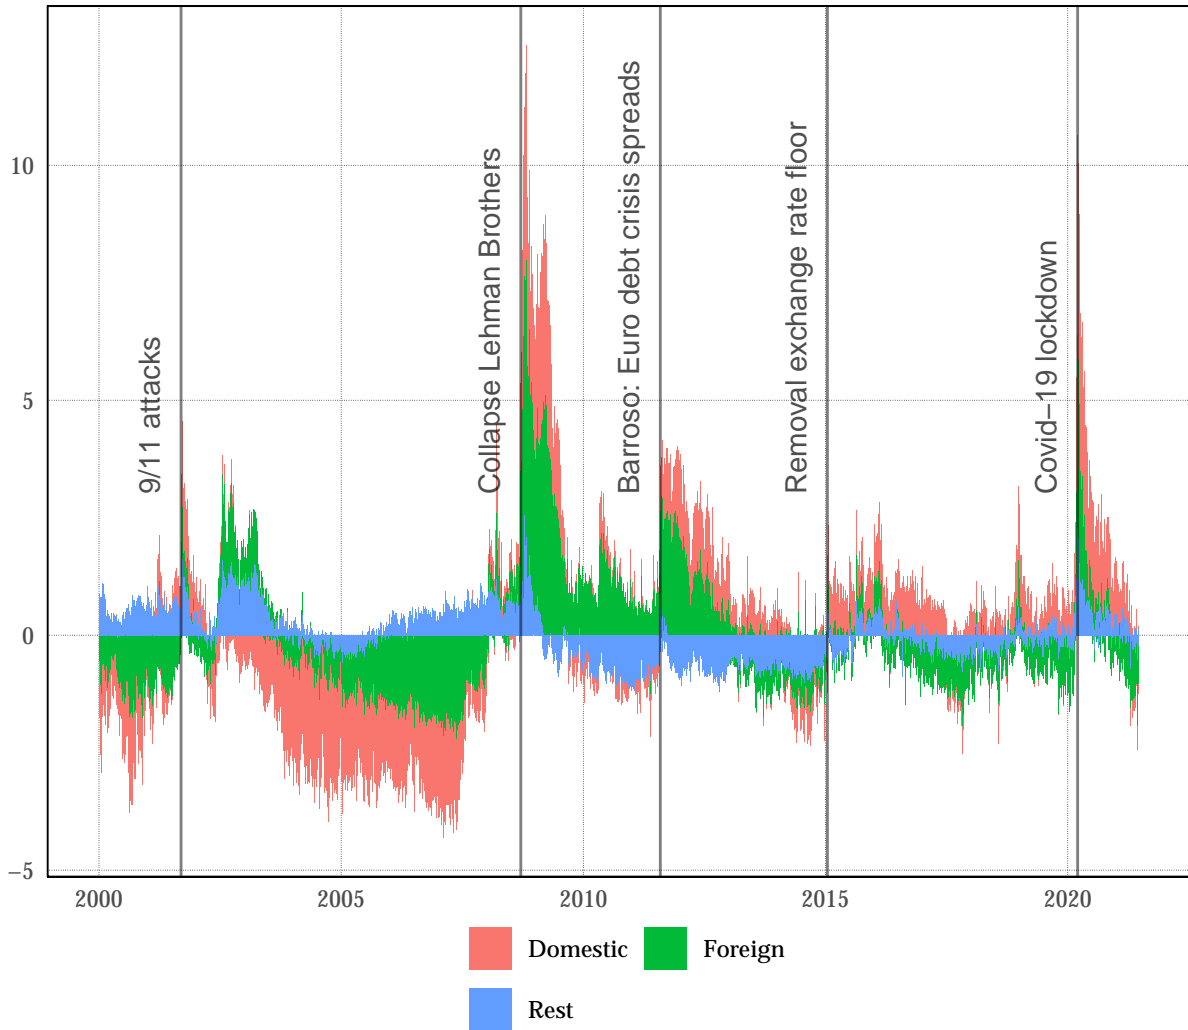 10
5
0
−5
9/11 attacks
Collapse Lehman Brothers
Barroso: Euro debt crisis spreads
Removal exchange rate floor
Covid−19 lockdown
2000
2005
2010
2015
2020
Domestic
Foreign
Rest